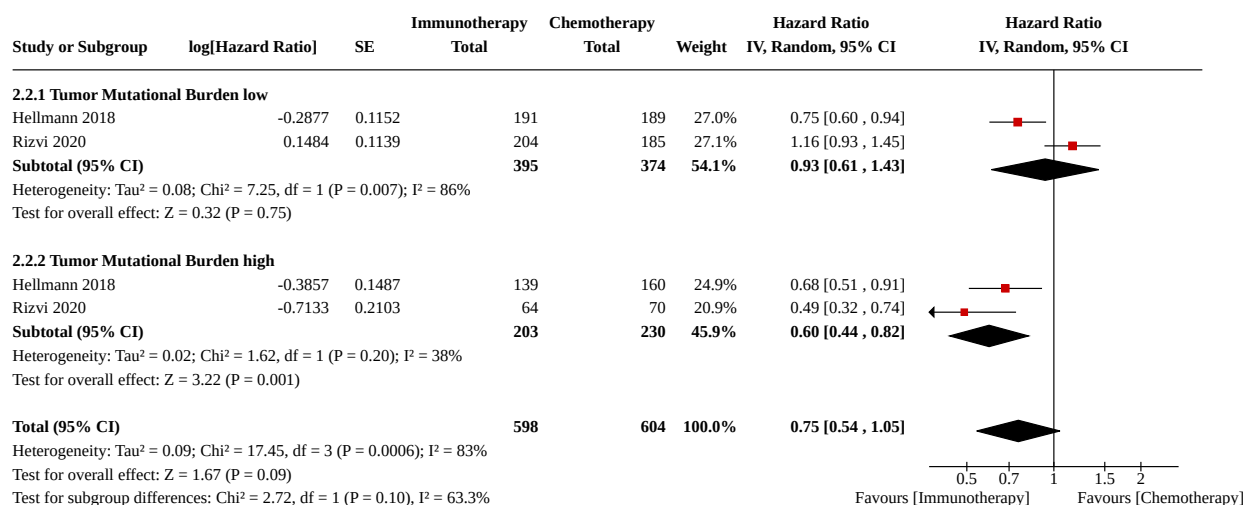 Immunotherapy Chemotherapy Hazard Ratio Hazard Ratio
Study or Subgroup log[Hazard Ratio] SE Total Total Weight IV, Random, 95% CI IV, Random, 95% CI
2.2.1 Tumor Mutational Burden low
Hellmann 2018 -0.2877 0.1152 191 189 27.0% 0.75 [0.60 , 0.94]
Rizvi 2020 0.1484 0.1139 204 185 27.1% 1.16 [0.93 , 1.45]
Subtotal (95% CI) 395 374 54.1% 0.93 [0.61 , 1.43]
Heterogeneity: Tau² = 0.08; Chi² = 7.25, df = 1 (P = 0.007); I² = 86%
Test for overall effect: Z = 0.32 (P = 0.75)
2.2.2 Tumor Mutational Burden high
Hellmann 2018 -0.3857 0.1487 139 160 24.9% 0.68 [0.51 , 0.91]
Rizvi 2020 -0.7133 0.2103 64 70 20.9% 0.49 [0.32 , 0.74]
Subtotal (95% CI) 203 230 45.9% 0.60 [0.44 , 0.82]
Heterogeneity: Tau² = 0.02; Chi² = 1.62, df = 1 (P = 0.20); I² = 38%
Test for overall effect: Z = 3.22 (P = 0.001)
Total (95% CI) 598 604 100.0% 0.75 [0.54 , 1.05]
Heterogeneity: Tau² = 0.09; Chi² = 17.45, df = 3 (P = 0.0006); I² = 83%
Test for overall effect: Z = 1.67 (P = 0.09) 0.5 0.7 1 1.5 2
Test for subgroup differences: Chi² = 2.72, df = 1 (P = 0.10), I² = 63.3% Favours [Immunotherapy] Favours [Chemotherapy]